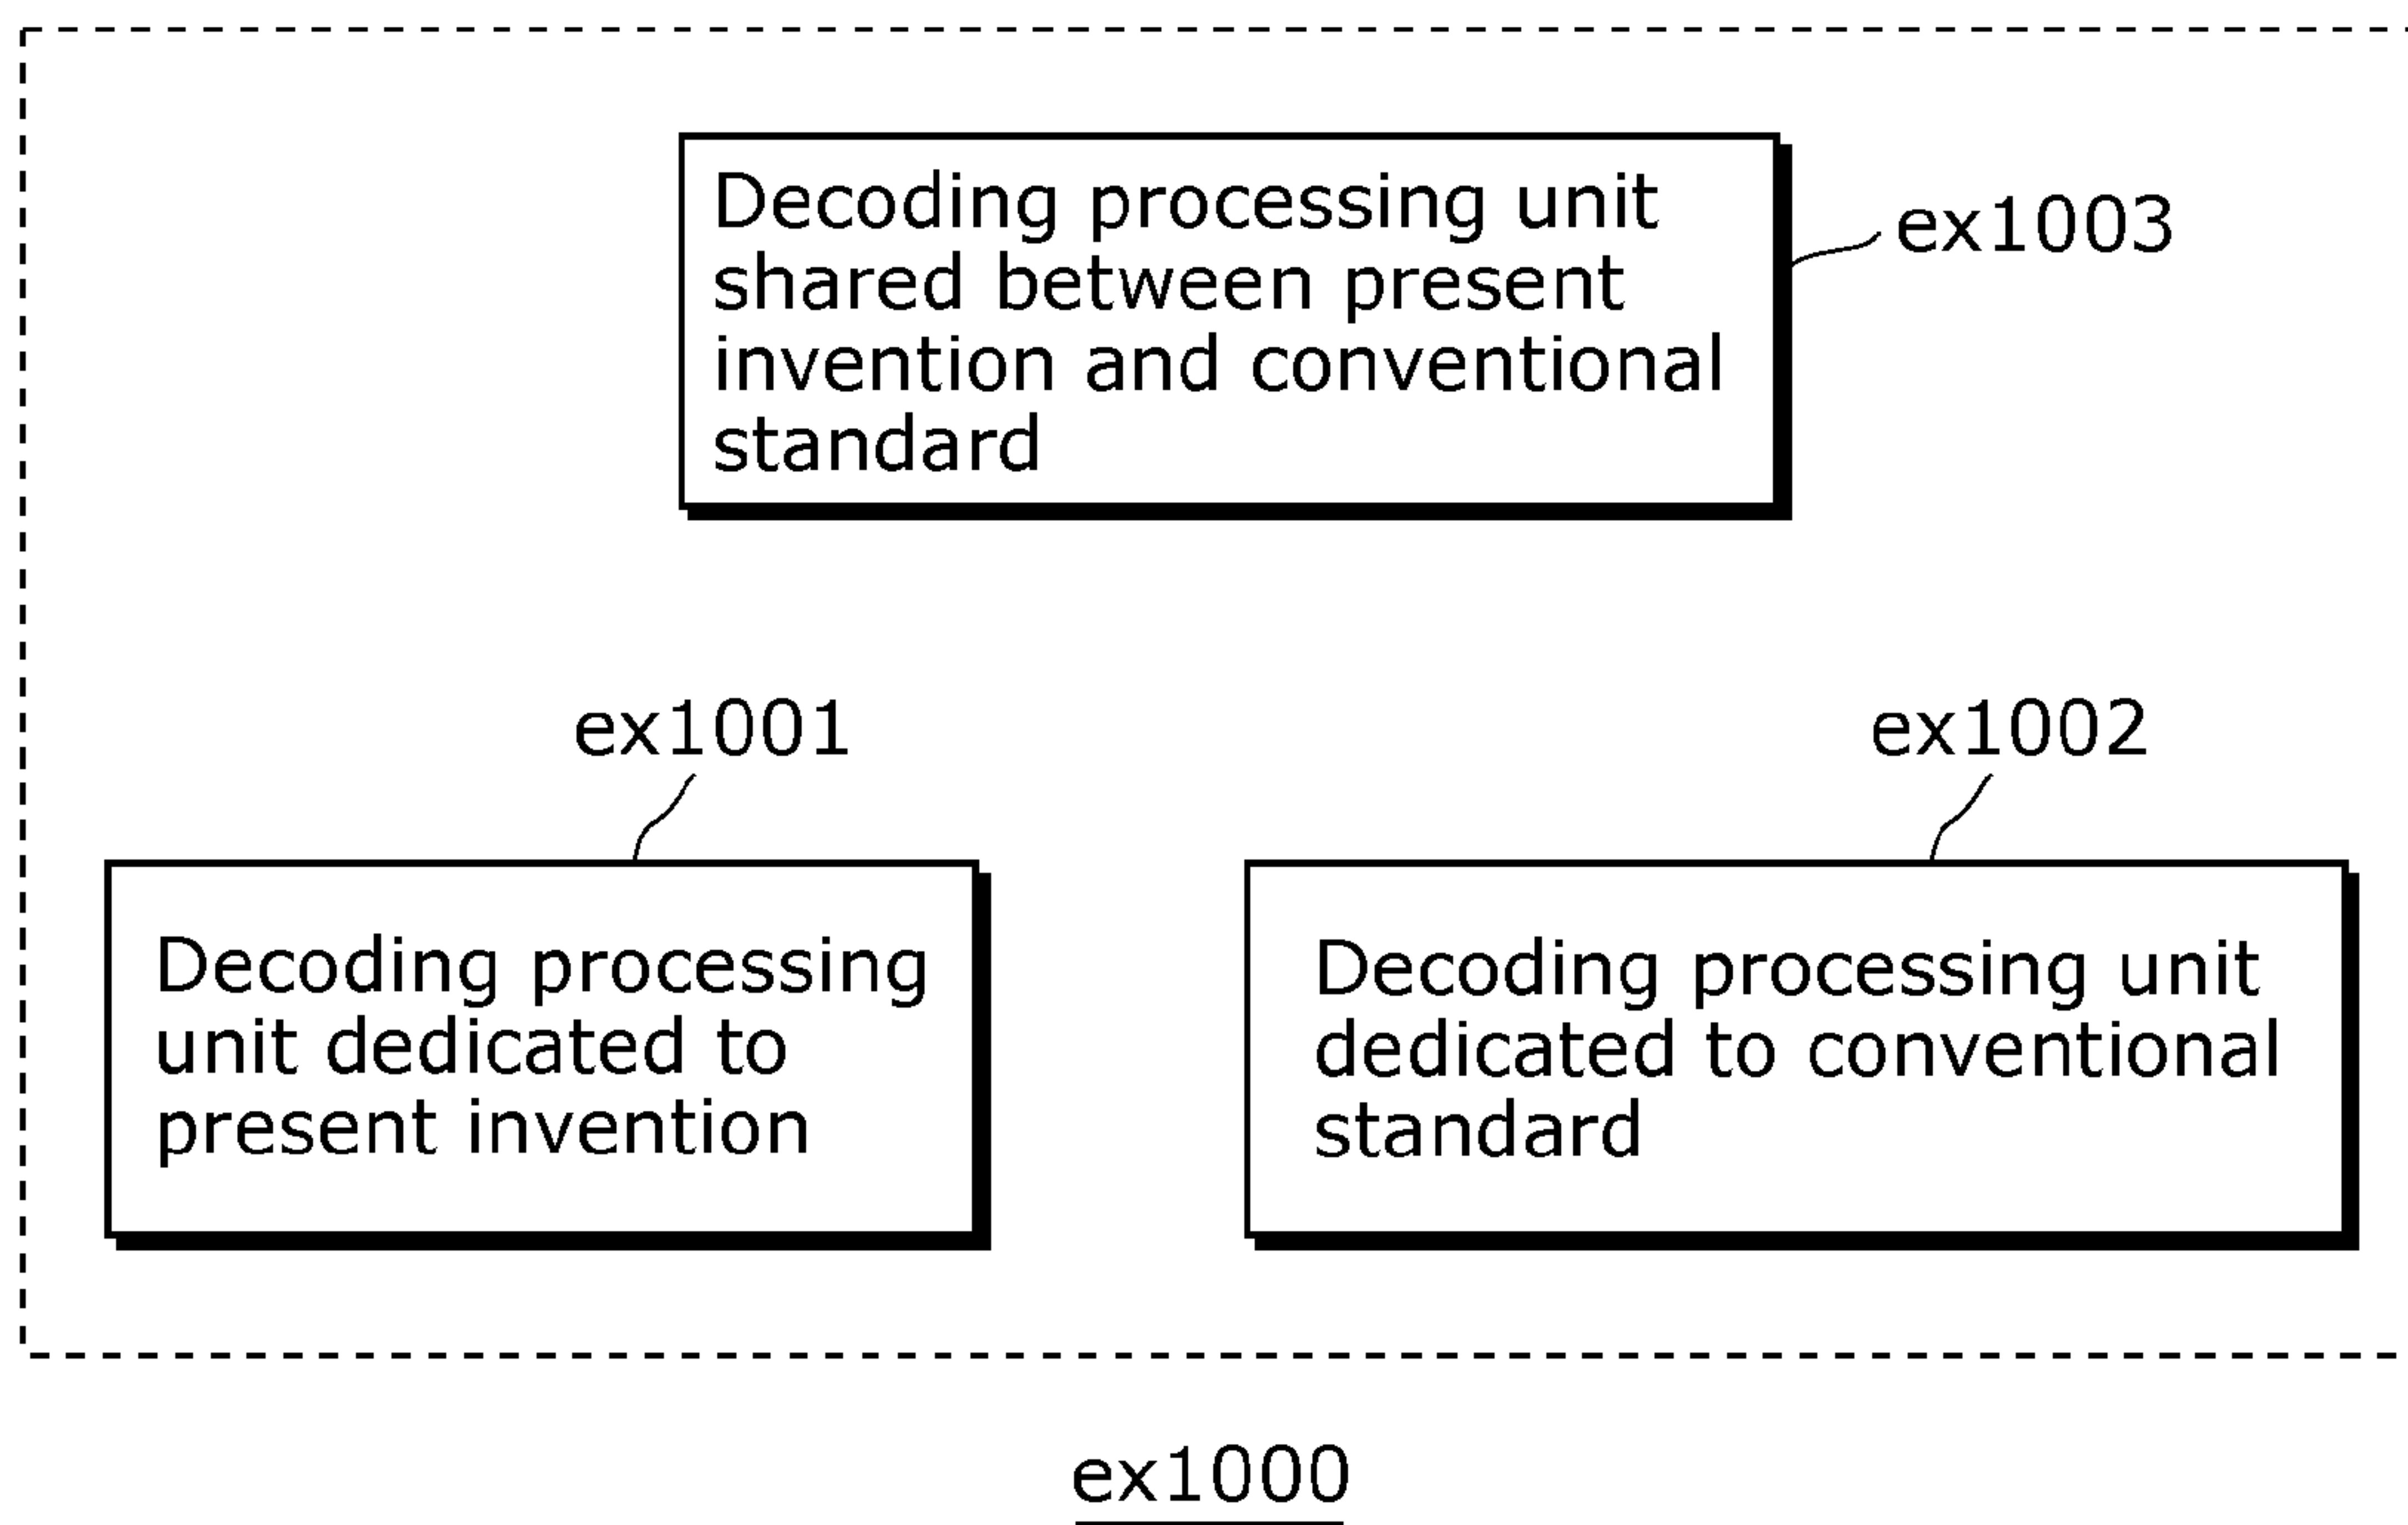 Decoding processing unit
shared between present
invention and conventional
standard
ex1003
ex1001
ex1002
Decoding processing
unit dedicated to
present invention
Decoding processing unit
dedicated to conventional
standard
ex1000